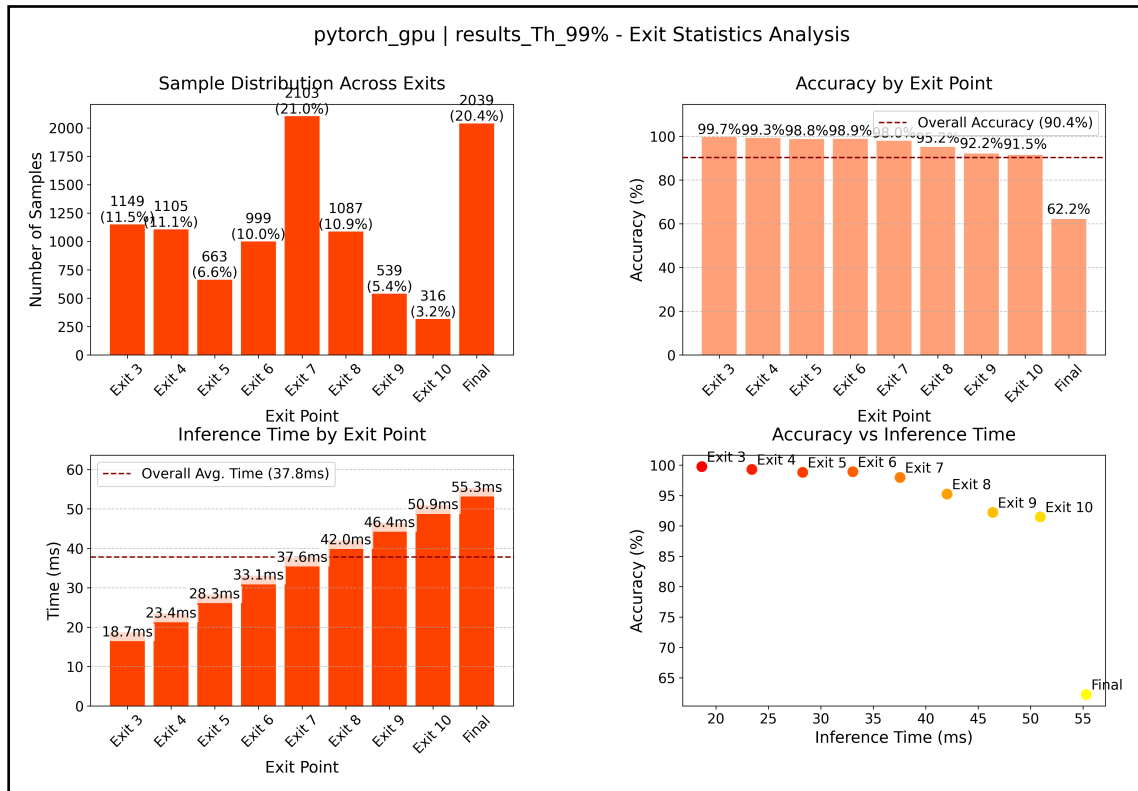 pytorch_gpu | results_Th_99% - Exit Statistics Analysis
Sample Distribution Across Exits
Number of Samples
2000
1750
1500
1250
1000
750
500
250
0
1149
(11.5%)
1105
(11.1%)
663
(6.6%)
999
(10.0%)
2103
(21.0%)
1087
(10.9%)
539
(5.4%)
316
(3.2%)
2039
(20.4%)
Exit 3
Exit 4
Exit 5
Exit 6
Exit 7
Exit 8
Exit 9
Exit 10
Final
Exit Point
Accuracy by Exit Point
Overall Accuracy (90.4%)
Accuracy (%)
100
80
60
40
20
0
99.7%
99.3%
98.8%
98.9%
98.0%
95.2%
92.2%
91.5%
62.2%
Exit 3
Exit 4
Exit 5
Exit 6
Exit 7
Exit 8
Exit 9
Exit 10
Final
Exit Point
Inference Time by Exit Point
Overall Avg. Time (37.8ms)
Time (ms)
60
50
40
30
20
10
0
18.7ms
23.4ms
28.3ms
33.1ms
37.6ms
42.0ms
46.4ms
50.9ms
55.3ms
Exit 3
Exit 4
Exit 5
Exit 6
Exit 7
Exit 8
Exit 9
Exit 10
Final
Exit Point
Accuracy vs Inference Time
Accuracy (%)
100
95
90
85
80
75
70
65
Exit 3
Exit 4
Exit 5
Exit 6
Exit 7
Exit 8
Exit 9
Exit 10
Final
20
25
30
35
40
45
50
55
Inference Time (ms)